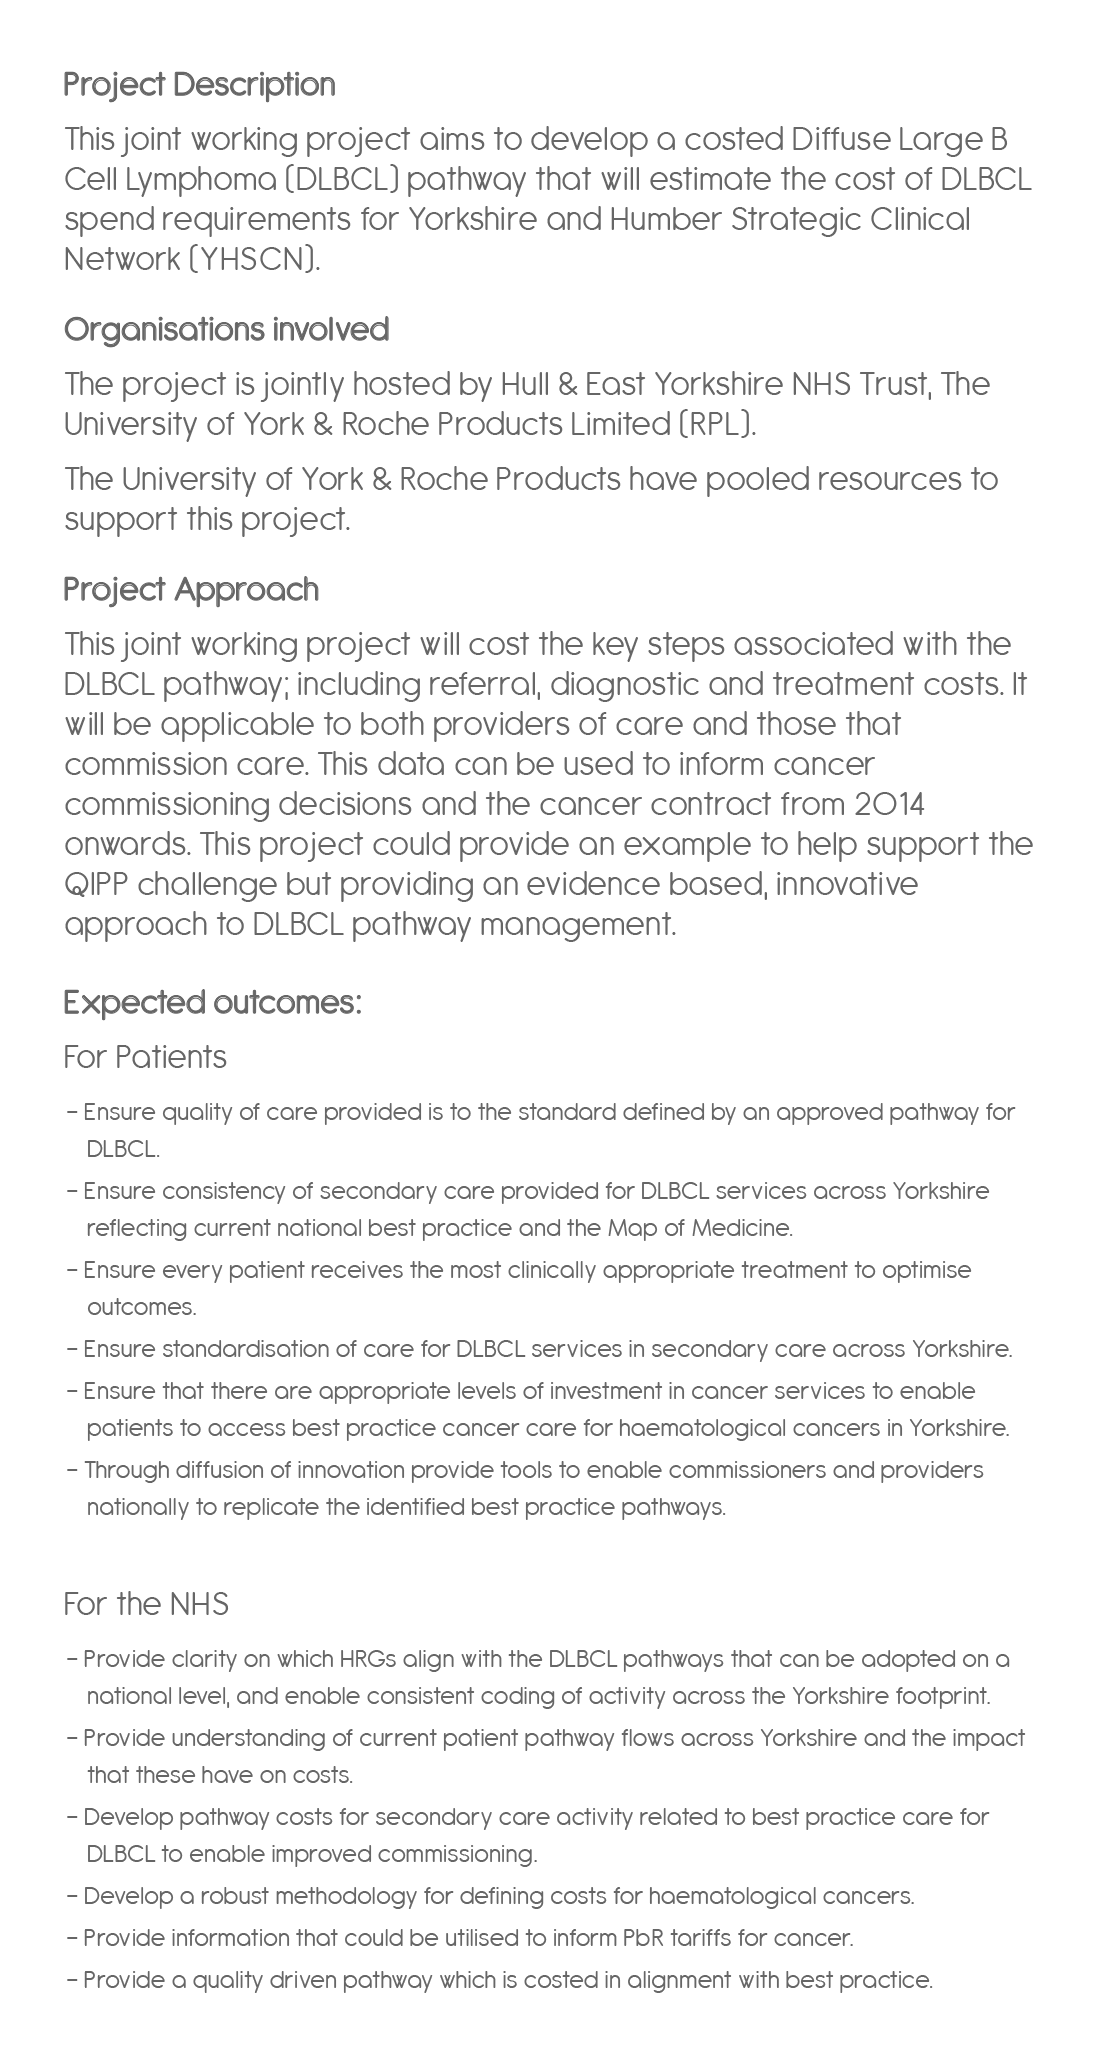 Project Description
This joint working project aims to develop a costed Diffuse Large B
Cell Lymphoma (DLBCL) pathway that will estimate the cost of DLBCL
spend requirements for Yorkshire and Humber Strategic Clinical
Network (YHSCN).
Organisations involved
The project is jointly hosted by Hull & East Yorkshire NHS Trust, The
University of York & Roche Products Limited (RPL).
The University of York & Roche Products have pooled resources to
support this project.
Project Approach
This joint working project will cost the key steps associated with the
DLBCL pathway; including referral, diagnostic and treatment costs. It
will be applicable to both providers of care and those that
commission care. This data can be used to inform cancer
commissioning decisions and the cancer contract from 2014
onwards. This project could provide an example to help support the
QIPP challenge but providing an evidence based, innovative
approach to DLBCL pathway management.
Expected outcomes:
For Patients
- Ensure quality of care provided is to the standard defined by an approved pathway for
DLBCL.
- Ensure consistency of secondary care provided for DLBCL services across Yorkshire
reflecting current national best practice and the Map of Medicine.
- Ensure every patient receives the most clinically appropriate treatment to optimise
outcomes.
- Ensure standardisation of care for DLBCL services in secondary care across Yorkshire.
- Ensure that there are appropriate levels of investment in cancer services to enable
patients to access best practice cancer care for haematological cancers in Yorkshire.
- Through diffusion of innovation provide tools to enable commissioners and providers
nationally to replicate the identified best practice pathways.
For the NHS
- Provide clarity on which HRGs align with the DLBCL pathways that can be adopted on a
national level, and enable consistent coding of activity across the Yorkshire footprint.
- Provide understanding of current patient pathway flows across Yorkshire and the impact
that these have on costs.
- Develop pathway costs for secondary care activity related to best practice care for
DLBCL to enable improved commissioning.
- Develop a robust methodology for defining costs for haematological cancers.
- Provide information that could be utilised to inform PbR tariffs for cancer.
- Provide a quality driven pathway which is costed in alignment with best practice.